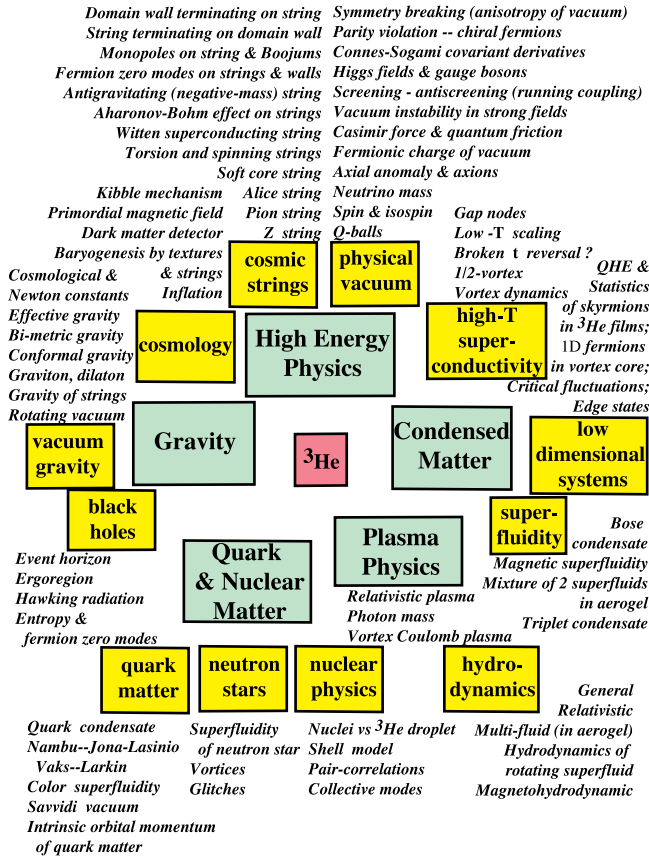 Domain wall terminating on string
String terminating on domain wall
Monopoles on string & Boojums
Fermion zero modes on strings & walls
Antigravitating (negative-mass) string
Aharonov-Bohm effect on strings
Witten superconducting string
Torsion and spinning strings
Soft core string
Alice string
Pion string
Z string
Symmetry breaking (anisotropy of vacuum)
Parity violation -- chiral fermions
Connes-Sogami covariant derivatives
Higgs fields & gauge bosons
Screening - antiscreening (running coupling)
Vacuum instability in strong fields
Casimir force & quantum friction
Fermionic charge of vacuum
Axial anomaly & axions
Neutrino mass
Spin & isospin
Q-balls
Kibble mechanism
Primordial magnetic field
Dark matter detector
Baryogenesis by textures
& strings
Inflation
Gap nodes
Low -T scaling
Broken t reversal ?
1/2-vortex
Vortex dynamics
cosmic
strings
physical
vacuum
Cosmological &
Newton constants
Effective gravity
Bi-metric gravity
Conformal gravity
Graviton, dilaton
Gravity of strings
Rotating vacuum
cosmology
High Energy
Physics
high-T
super-
conductivity
QHE &
Statistics
of skyrmions
in ³He films;
1D fermions
in vortex core;
Critical fluctuations;
Edge states
vacuum
gravity
Gravity
³He
Condensed
Matter
low
dimensional
systems
black
holes
super-
fluidity
Event horizon
Ergoregion
Hawking radiation
Entropy &
fermion zero modes
Quark
& Nuclear
Matter
Plasma
Physics
Relativistic plasma
Photon mass
Vortex Coulomb plasma
Bose
condensate
Magnetic superfluidity
Mixture of 2 superfluids
in aerogel
Triplet condensate
quark
matter
neutron
stars
nuclear
physics
hydro-
dynamics
Quark condensate
Nambu--Jona-Lasinio
Vaks--Larkin
Color superfluidity
Savvidi vacuum
Intrinsic orbital momentum
of quark matter
Superfluidity
of neutron star
Vortices
Glitches
Nuclei vs ³He droplet
Shell model
Pair-correlations
Collective modes
General
Relativistic
Multi-fluid (in aerogel)
Hydrodynamics of
rotating superfluid
Magnetohydrodynamic